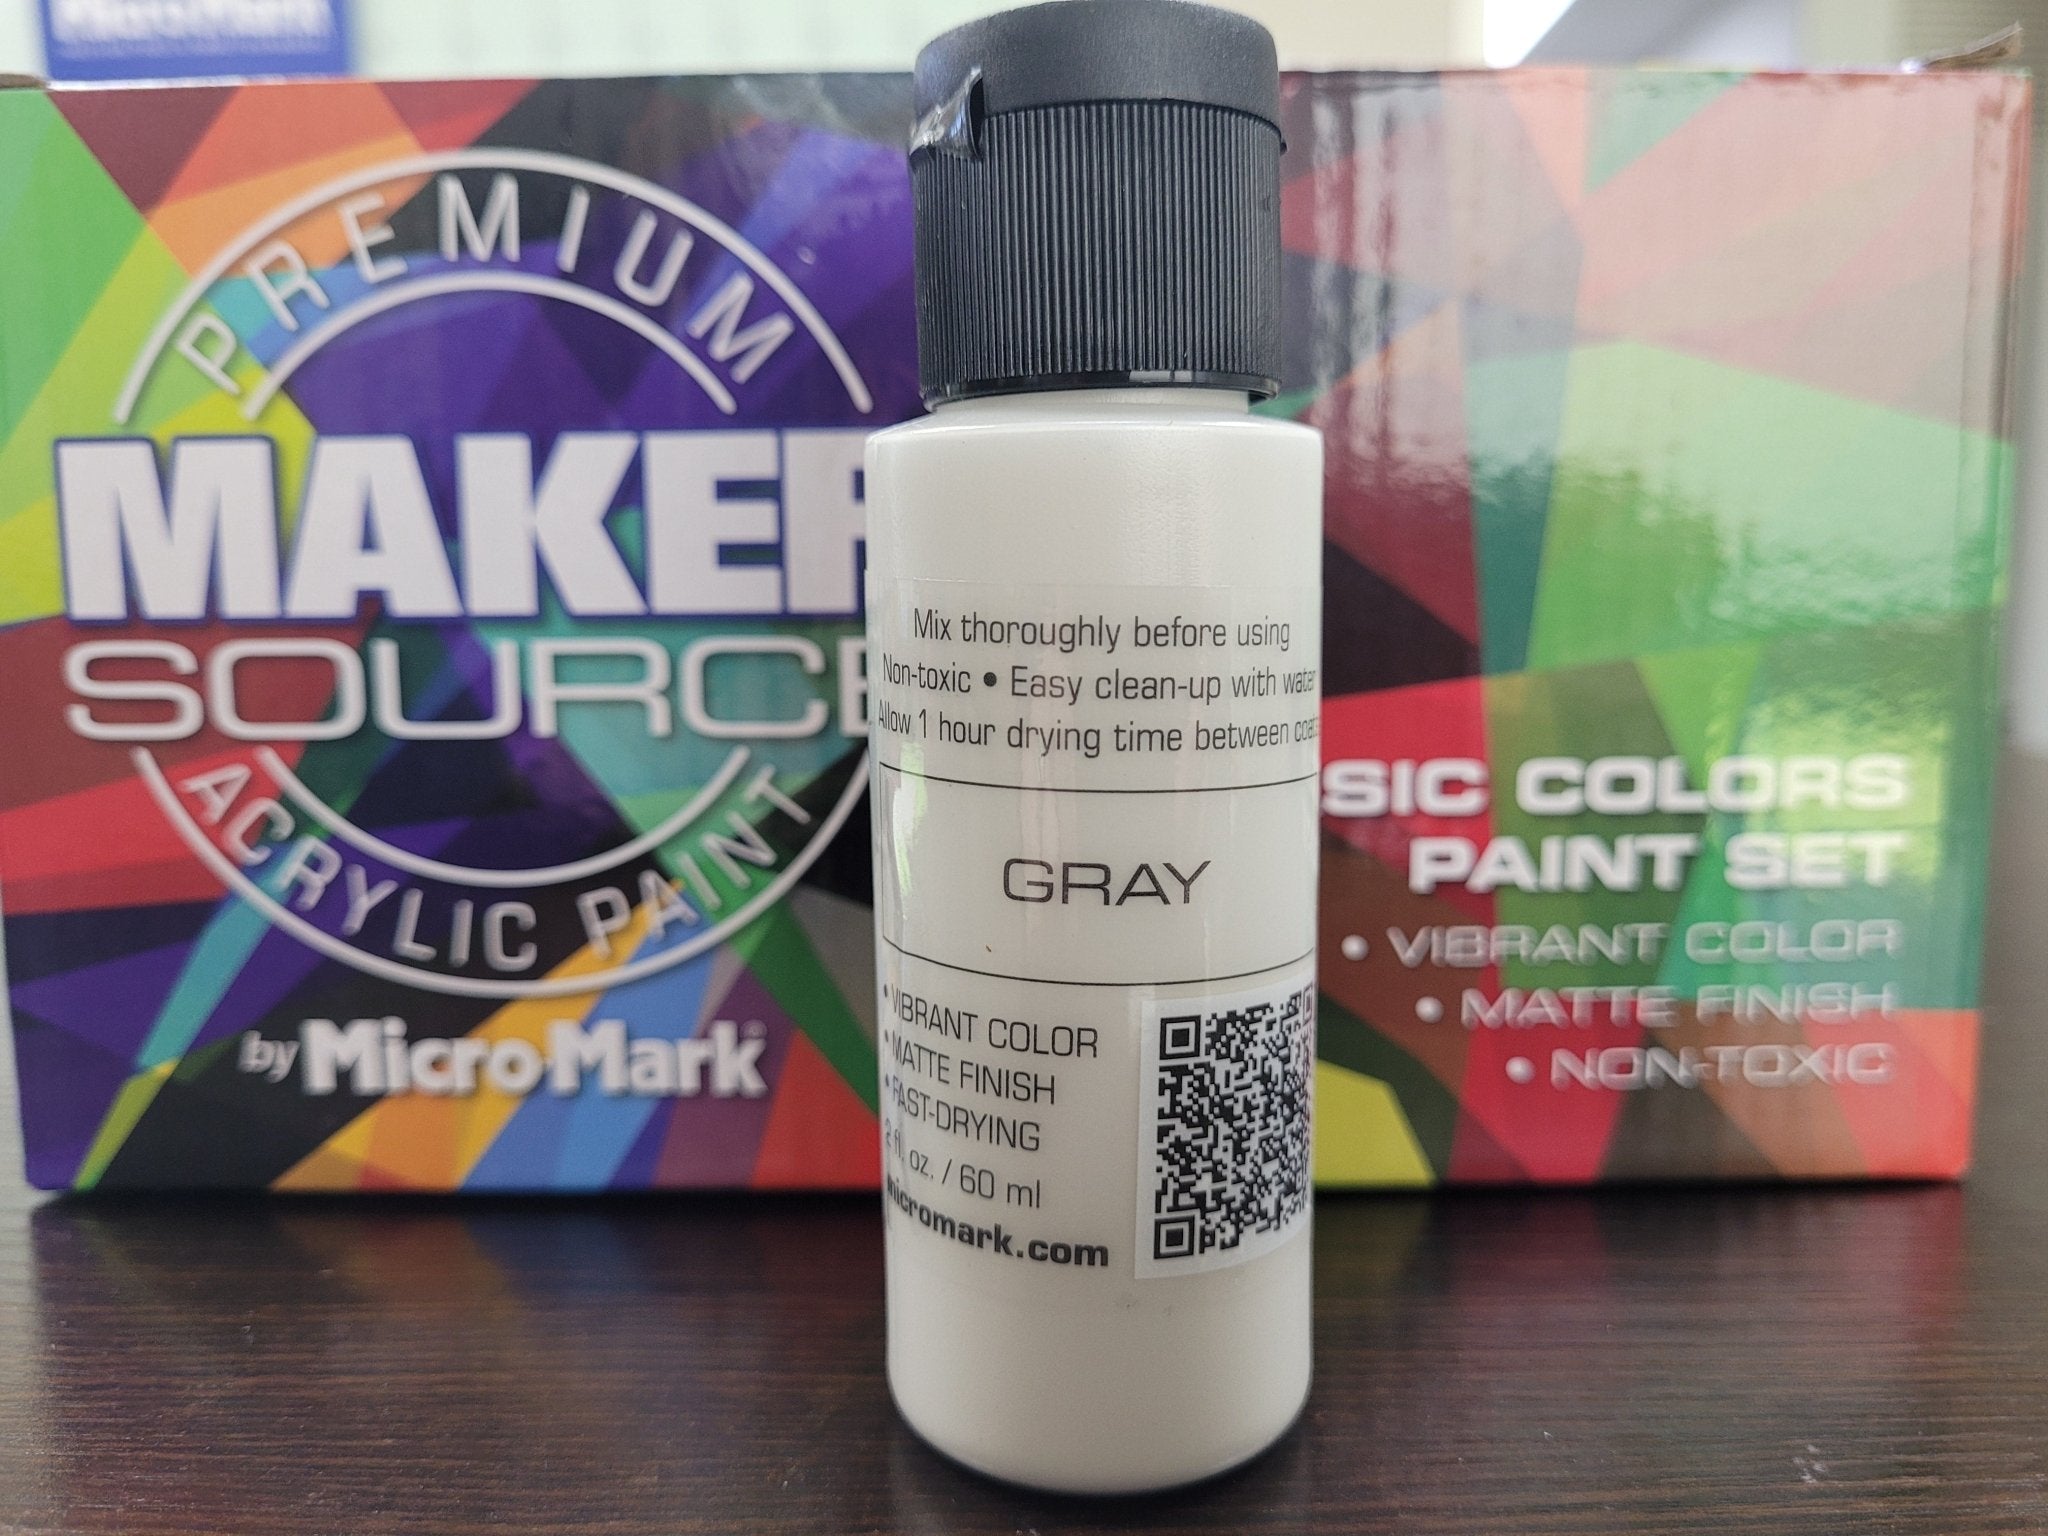 Micro-Mark
PREMIUM
MAKER
SOURCE
ACRYLIC PAINT
by Micro-Mark®
Mix thoroughly before using
Non-toxic • Easy clean-up with water
Allow 1 hour drying time between coats
GRAY
• VIBRANT COLOR
• MATTE FINISH
• FAST-DRYING
2 fl. oz. / 60 ml
micromark.com
SIC COLORS
PAINT SET
• VIBRANT COLOR
• MATTE FINISH
• NON-TOXIC